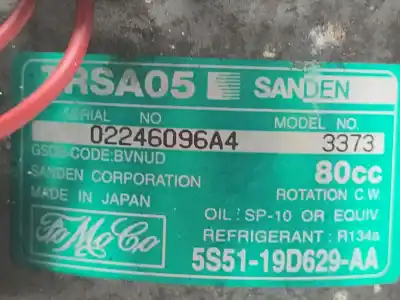 TRSA05 SANDEN
SERIAL NO MODEL NO.
02246096A4 3373
GSDB-CODE:BVNUD 80cc
SANDEN CORPORATION ROTATION C.W.
MADE IN JAPAN OIL: SP-10 OR EQUIV.
REFRIGERANT: R134a
FoMoCo 5S51-19D629-AA